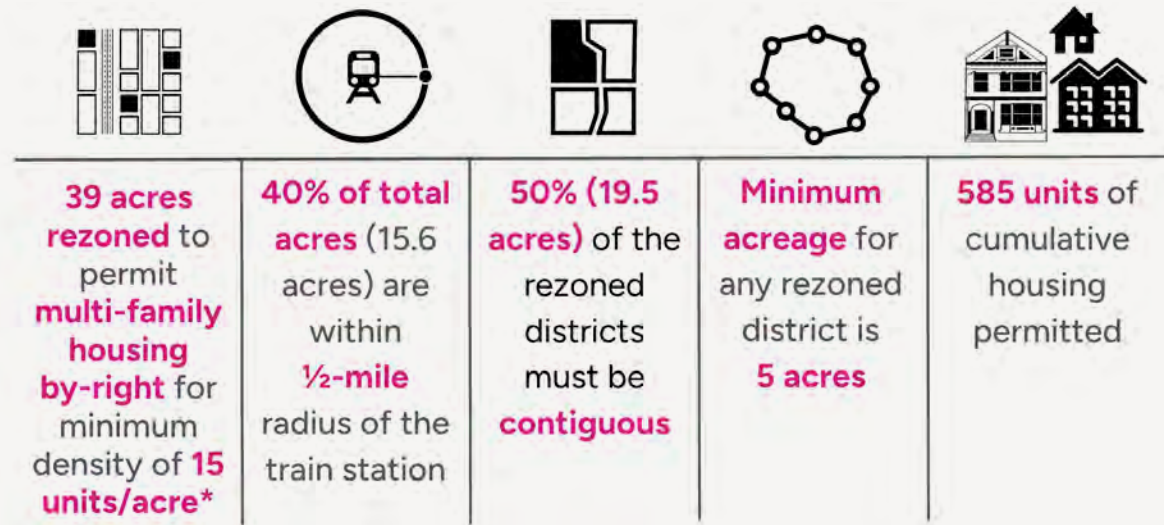 39 acres
rezoned to
permit
multi-family
housing
by-right for
minimum
density of 15
units/acre*
40% of total
acres (15.6
acres) are
within
½-mile
radius of the
train station
50% (19.5
acres) of the
rezoned
districts
must be
contiguous
Minimum
acreage for
any rezoned
district is
5 acres
585 units of
cumulative
housing
permitted